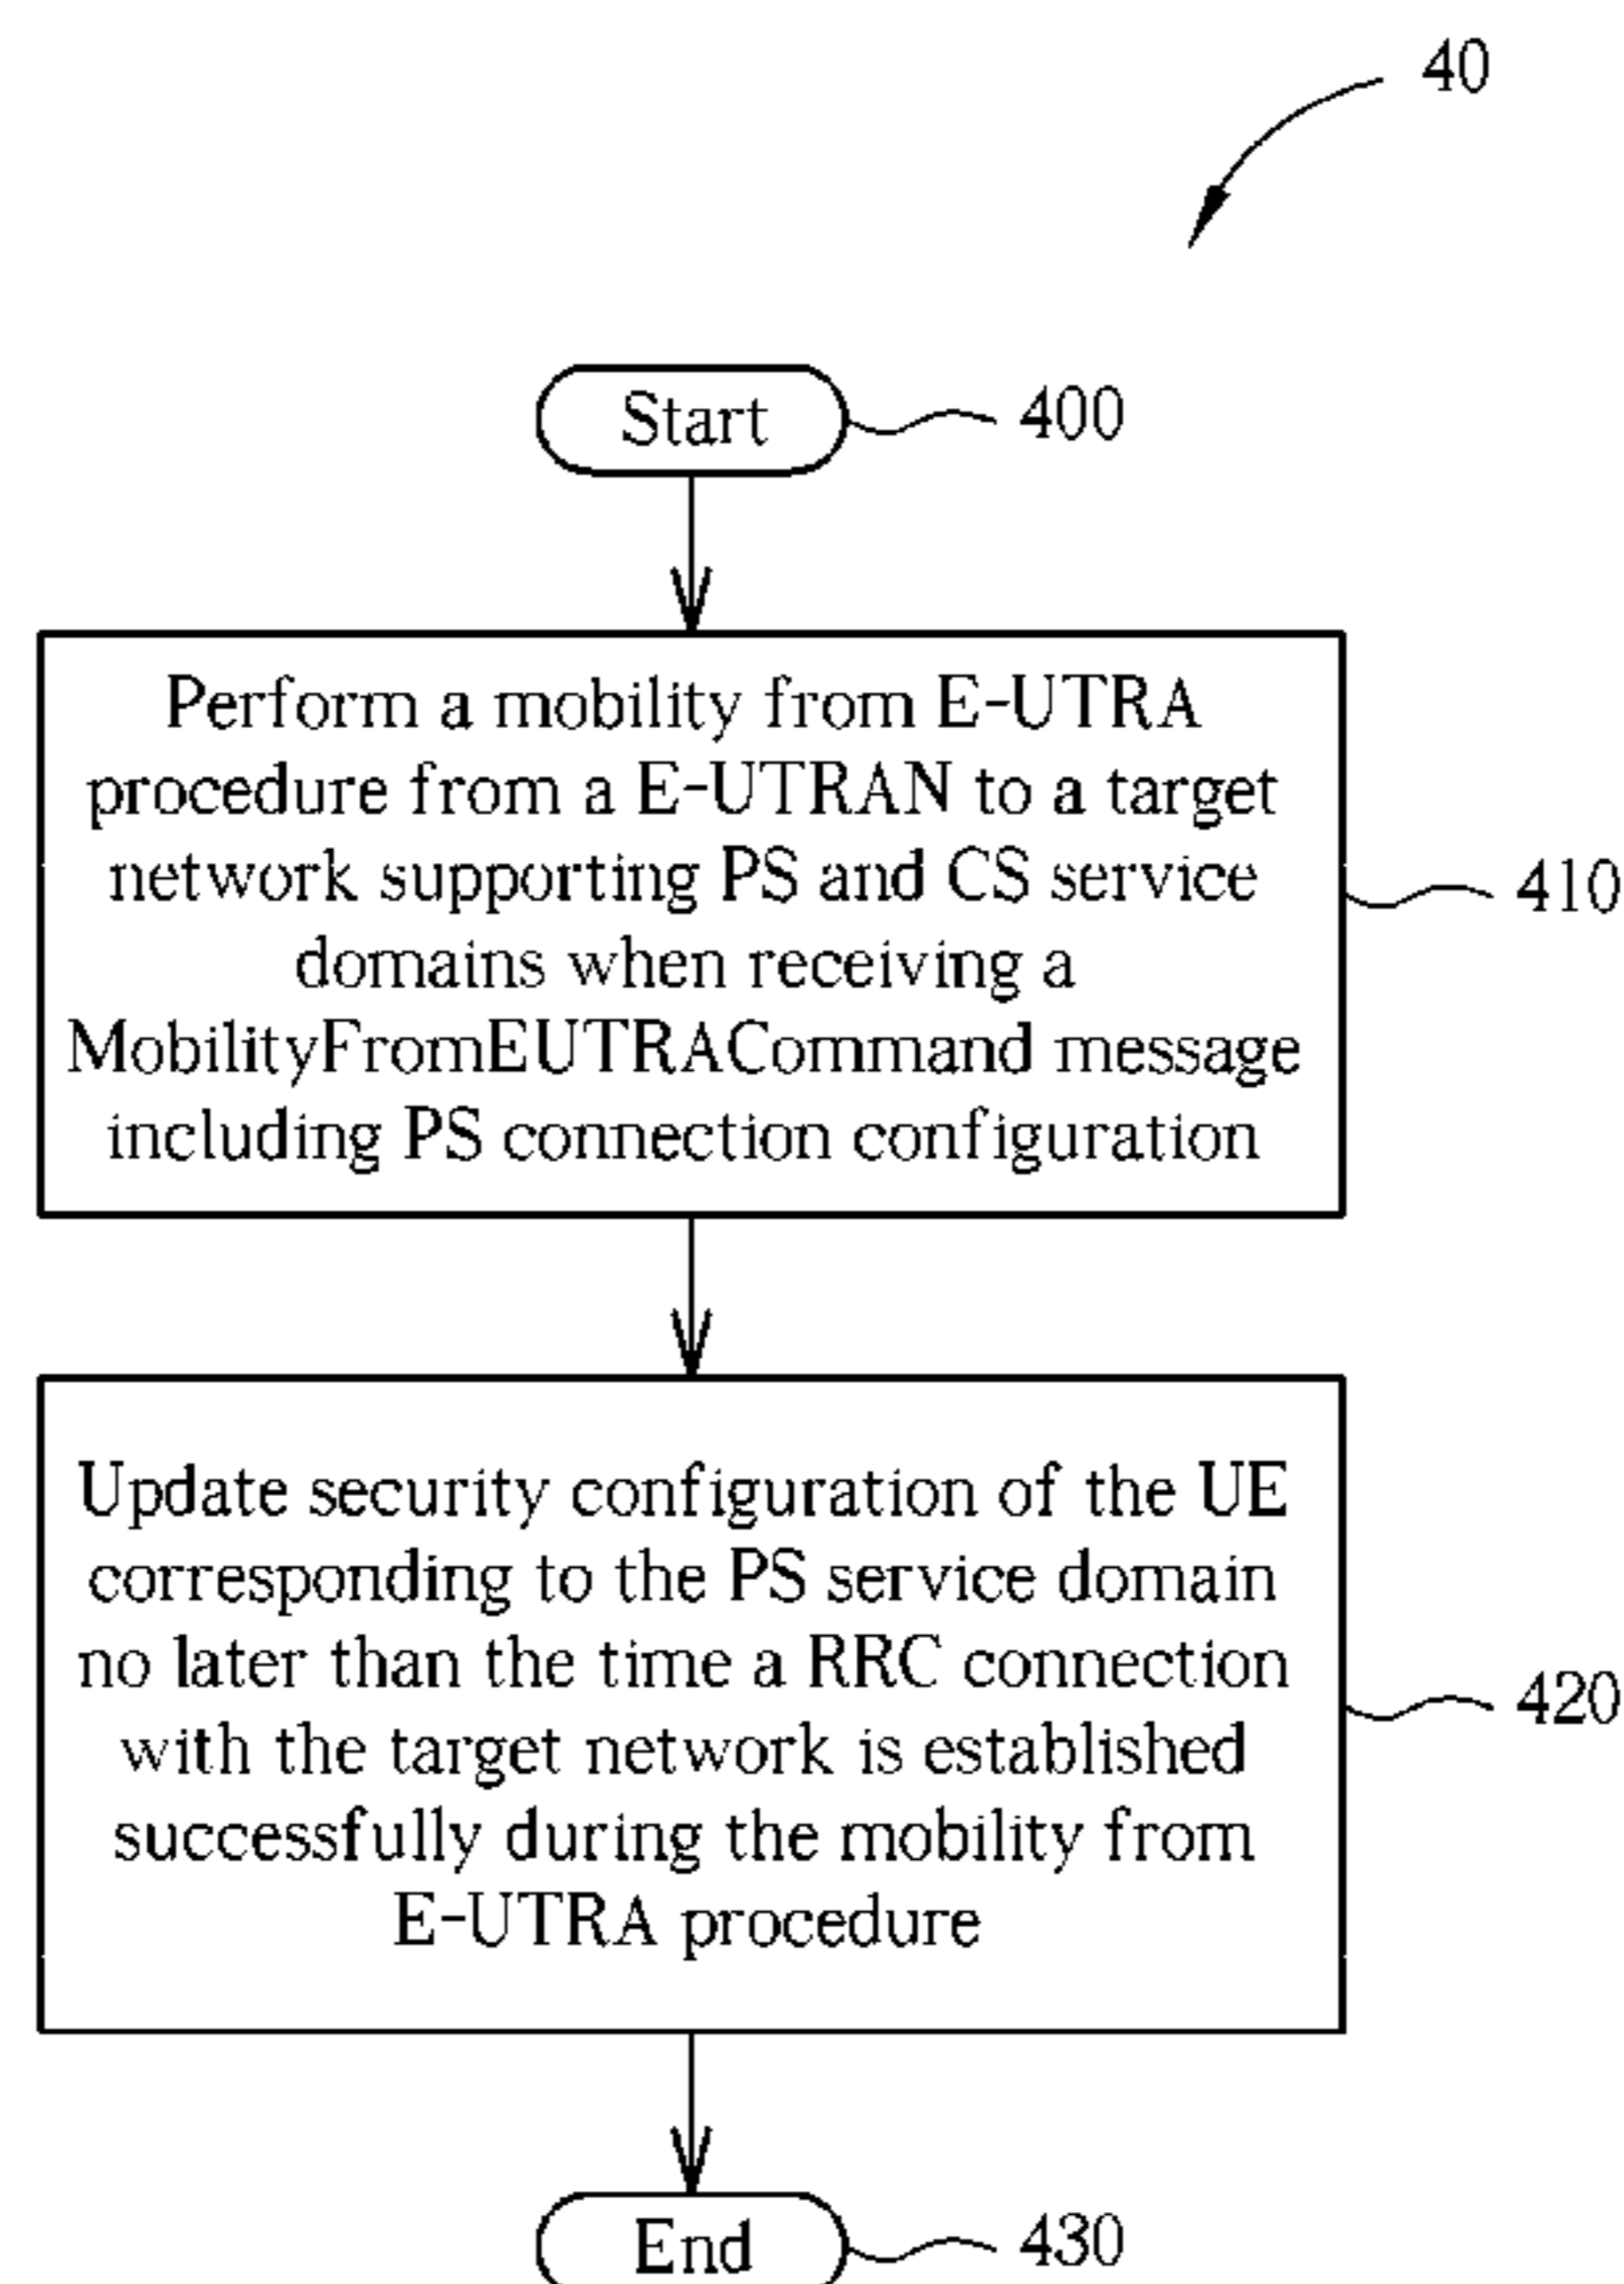 40
Start
400
Perform a mobility from E-UTRA
procedure from a E-UTRAN to a target
network supporting PS and CS service
domains when receiving a
MobilityFromEUTRACommand message
including PS connection configuration
410
Update security configuration of the UE
corresponding to the PS service domain
no later than the time a RRC connection
with the target network is established
successfully during the mobility from
E-UTRA procedure
420
End
430